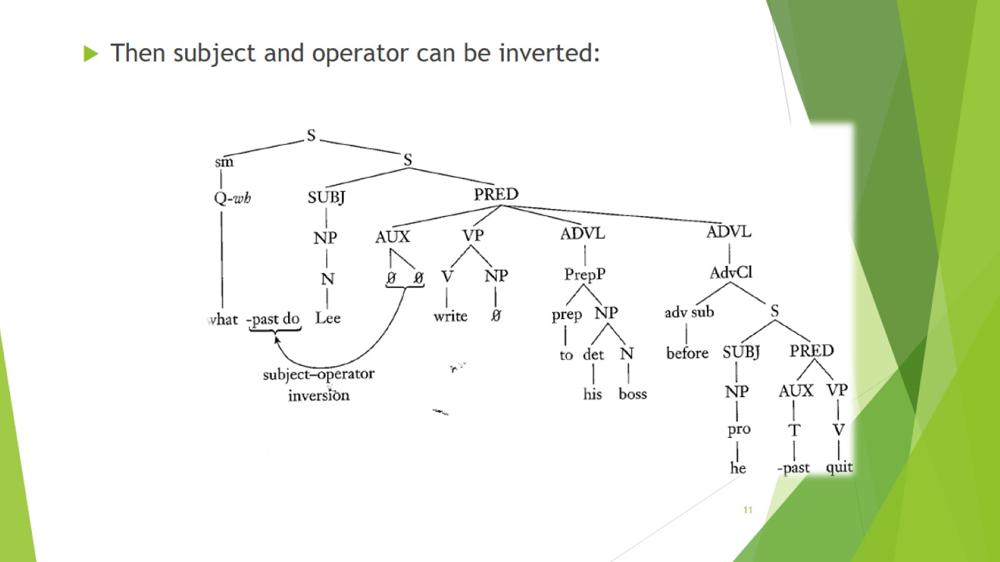 Then subject and operator can be inverted:
S
sm S
Q-wh SUBJ PRED
NP AUX VP ADVL ADVL
N Ø Ø V NP PrepP AdvCl
what -past do Lee write Ø prep NP adv sub S
to det N before SUBJ PRED
subject–operator
inversion
his boss NP AUX VP
pro T V
he -past quit
11